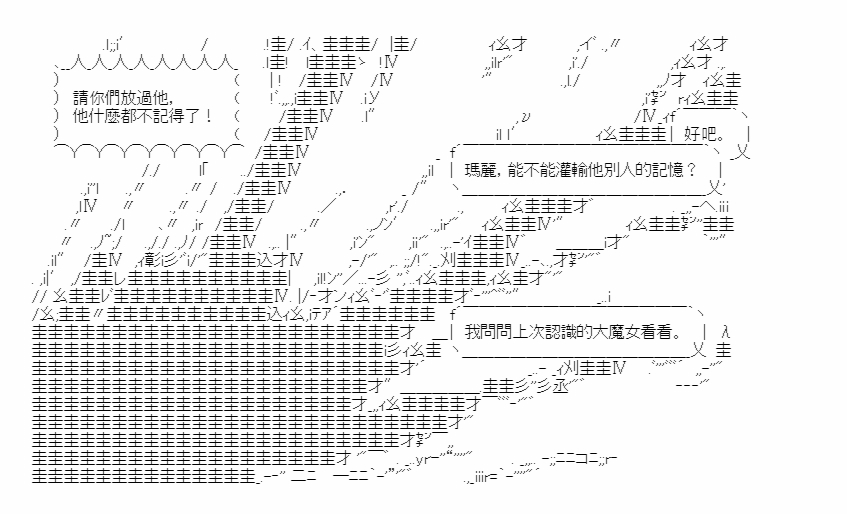 請你們放過他，
他什麼都不記得了！
好吧。
瑪麗，能不能灌輸他別人的記憶？
我問問上次認識的大魔女看看。